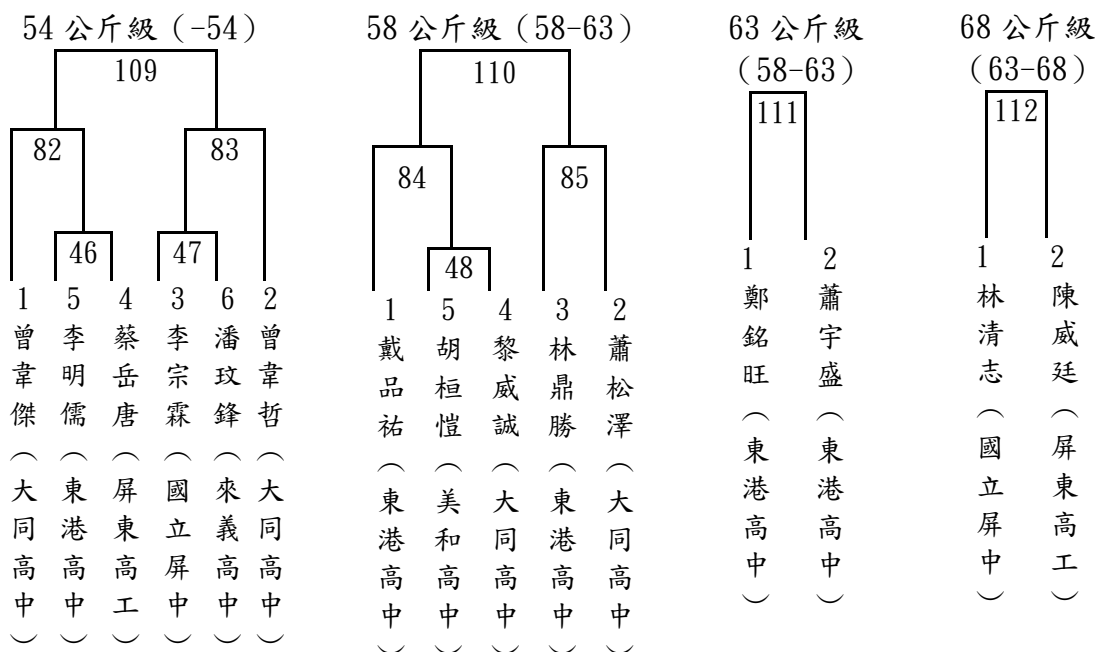 54 公斤級（-54）
109
82
83
46
47
1 曾韋傑（大同高中）
5 李明儒（東港高中）
4 蔡岳唐（屏東高工）
3 李宗霖（國立屏中）
6 潘玟鋒（來義高中）
2 曾韋哲（大同高中）
58 公斤級（58-63）
110
84
85
48
1 戴品祐（東港高中）
5 胡桓愷（美和高中）
4 黎威誠（大同高中）
3 林鼎勝（東港高中）
2 蕭松澤（大同高中）
63 公斤級
（58-63）
111
1 鄭銘旺（東港高中）
2 蕭宇盛（東港高中）
68 公斤級
（63-68）
112
1 林清志（國立屏中）
2 陳威廷（屏東高工）